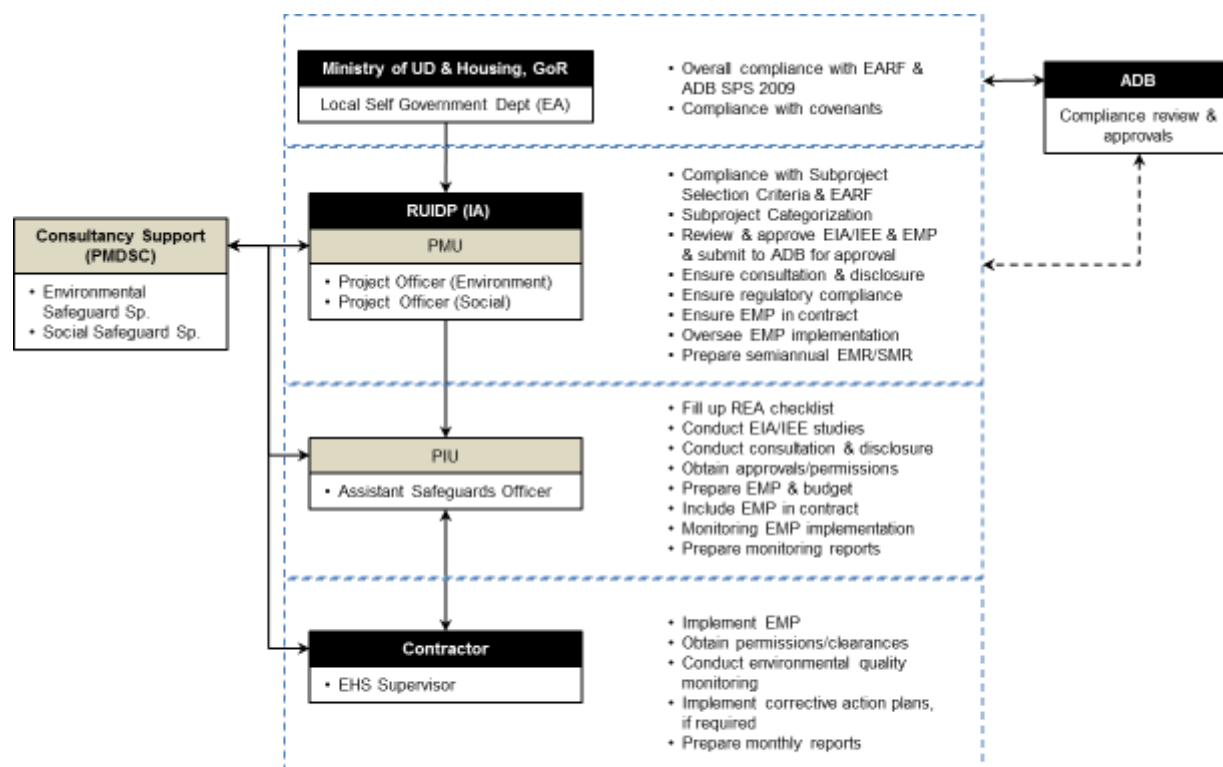 Ministry of UD & Housing, GoR
Local Self Government Dept (EA)
• Overall compliance with EARF &
ADB SPS 2009
• Compliance with covenants
ADB
Compliance review &
approvals
Consultancy Support
(PMDSC)
• Environmental
Safeguard Sp.
• Social Safeguard Sp.
RUIDP (IA)
PMU
• Project Officer (Environment)
• Project Officer (Social)
• Compliance with Subproject
Selection Criteria & EARF
• Subproject Categorization
• Review & approve EIA/IEE & EMP
& submit to ADB for approval
• Ensure consultation & disclosure
• Ensure regulatory compliance
• Ensure EMP in contract
• Oversee EMP implementation
• Prepare semiannual EMR/SMR
PIU
• Assistant Safeguards Officer
• Fill up REA checklist
• Conduct EIA/IEE studies
• Conduct consultation & disclosure
• Obtain approvals/permissions
• Prepare EMP & budget
• Include EMP in contract
• Monitoring EMP implementation
• Prepare monitoring reports
Contractor
• EHS Supervisor
• Implement EMP
• Obtain permissions/clearances
• Conduct environmental quality
monitoring
• Implement corrective action plans,
if required
• Prepare monthly reports